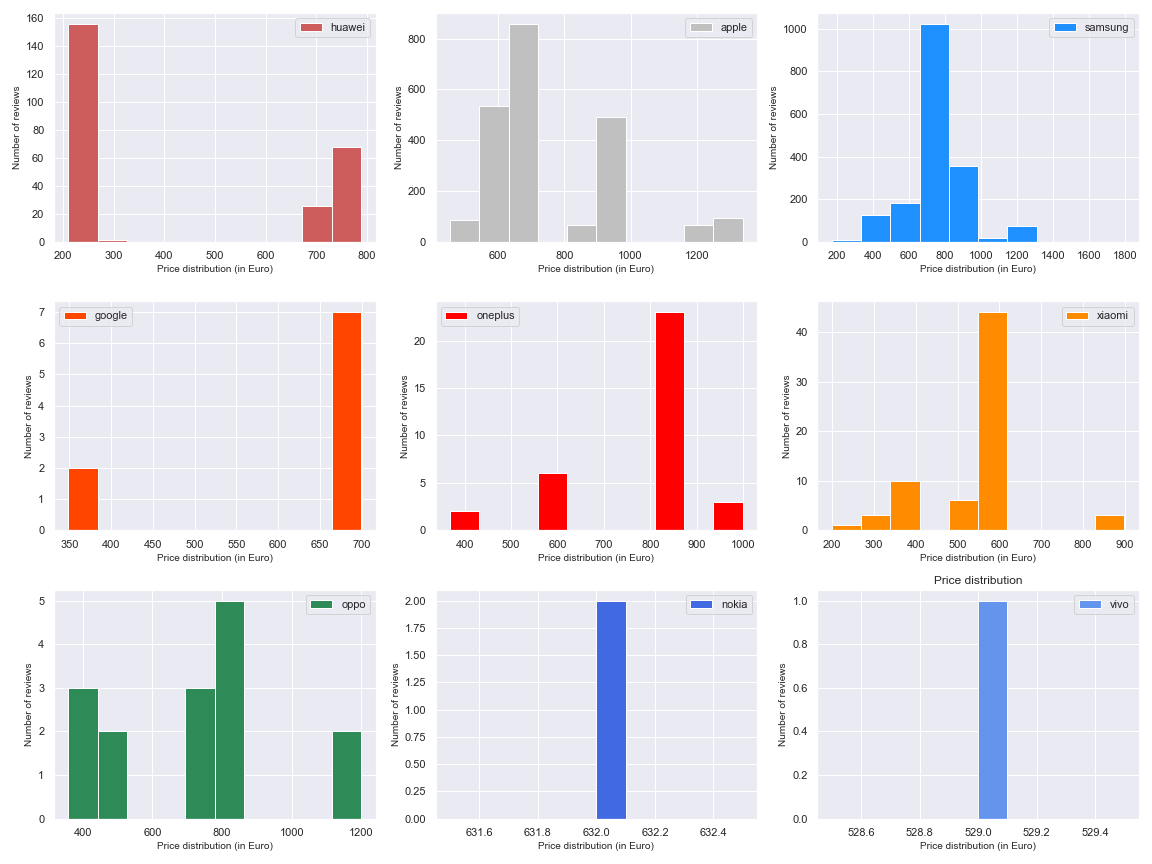 huawei
160
140
120
100
80
60
40
20
0
Number of reviews
200 300 400 500 600 700 800
Price distribution (in Euro)
apple
800
600
400
200
0
Number of reviews
600 800 1000 1200
Price distribution (in Euro)
samsung
1000
800
600
400
200
0
Number of reviews
200 400 600 800 1000 1200 1400 1600 1800
Price distribution (in Euro)
google
7
6
5
4
3
2
1
0
Number of reviews
350 400 450 500 550 600 650 700
Price distribution (in Euro)
oneplus
20
15
10
5
0
Number of reviews
400 500 600 700 800 900 1000
Price distribution (in Euro)
xiaomi
40
30
20
10
0
Number of reviews
200 300 400 500 600 700 800 900
Price distribution (in Euro)
oppo
5
4
3
2
1
0
Number of reviews
400 600 800 1000 1200
Price distribution (in Euro)
nokia
2.00
1.75
1.50
1.25
1.00
0.75
0.50
0.25
0.00
Number of reviews
631.6 631.8 632.0 632.2 632.4
Price distribution (in Euro)
Price distribution
vivo
1.0
0.8
0.6
0.4
0.2
0.0
Number of reviews
528.6 528.8 529.0 529.2 529.4
Price distribution (in Euro)